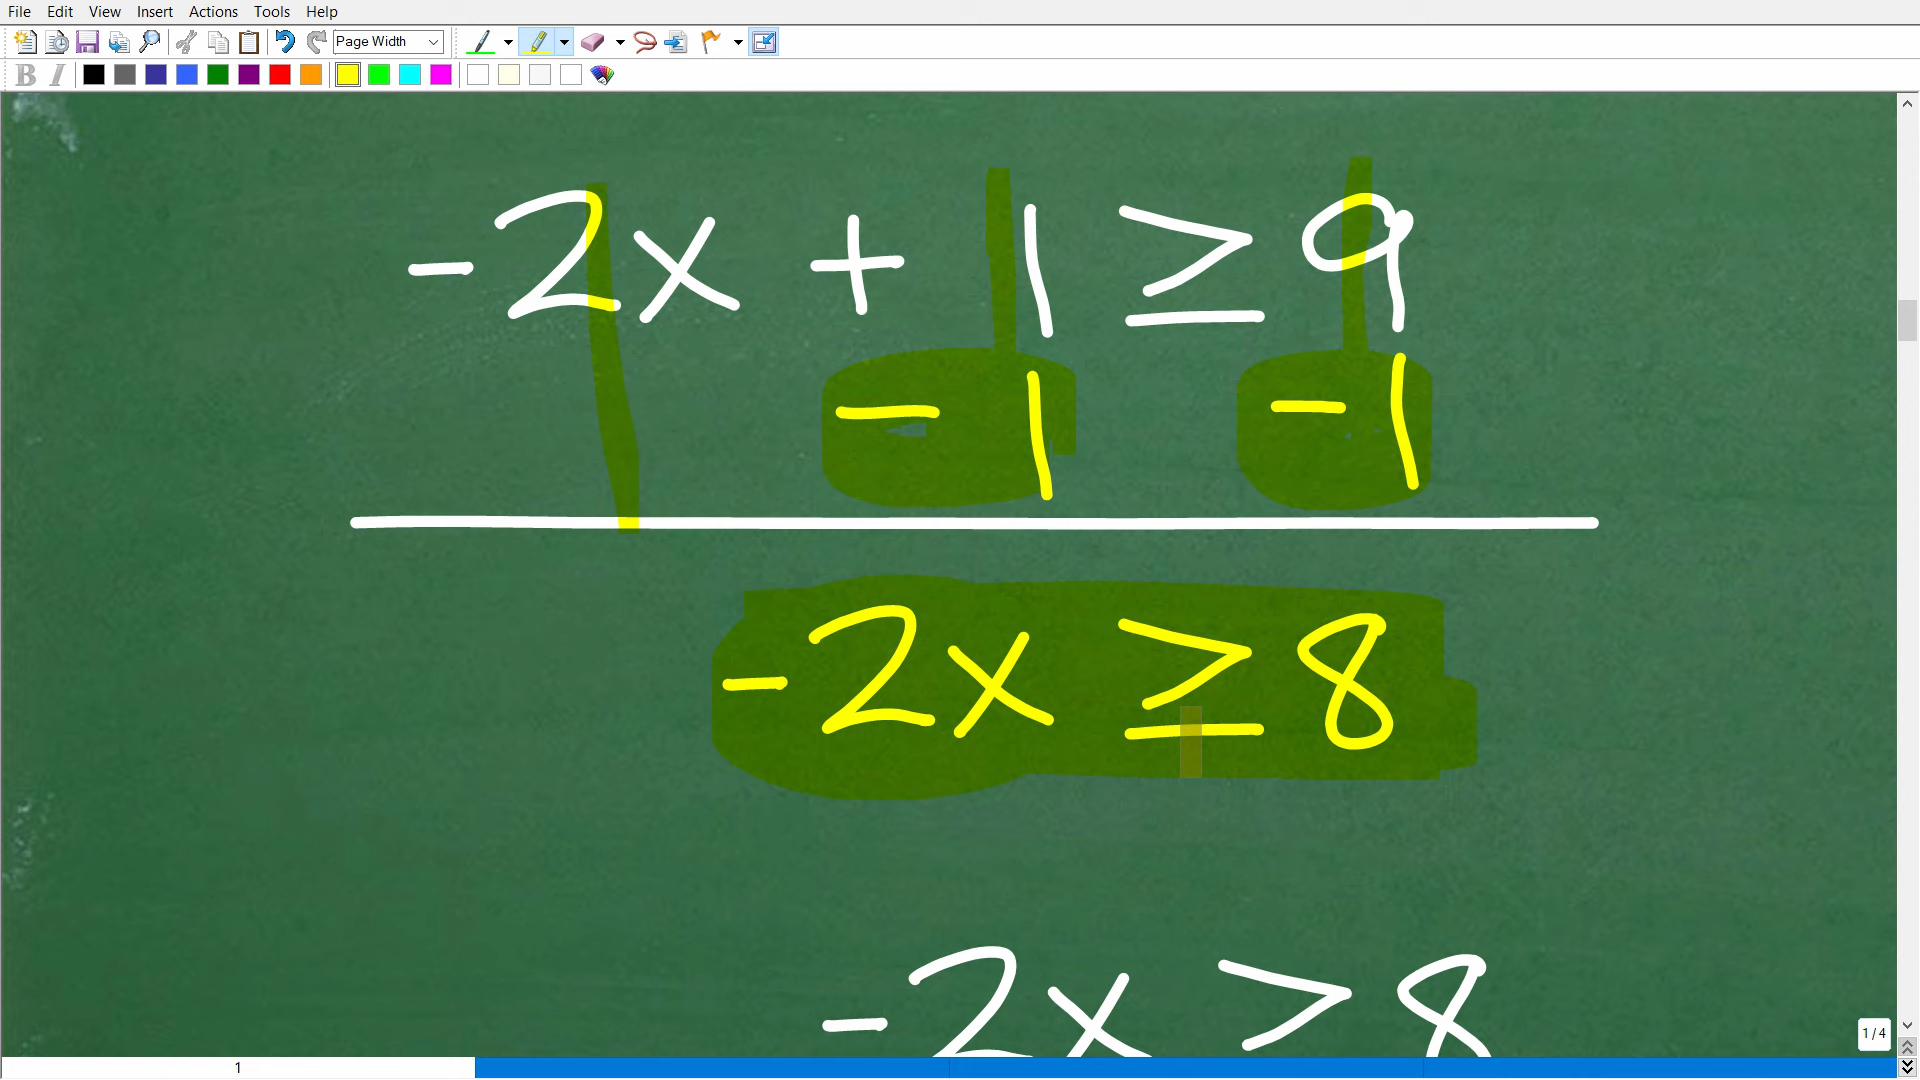 File Edit View Insert Actions Tools Help
Page Width
B I
-2x + 1 ≥ 9
- 1 - 1
-2x ≥ 8
-2x > 8
1 / 4
1